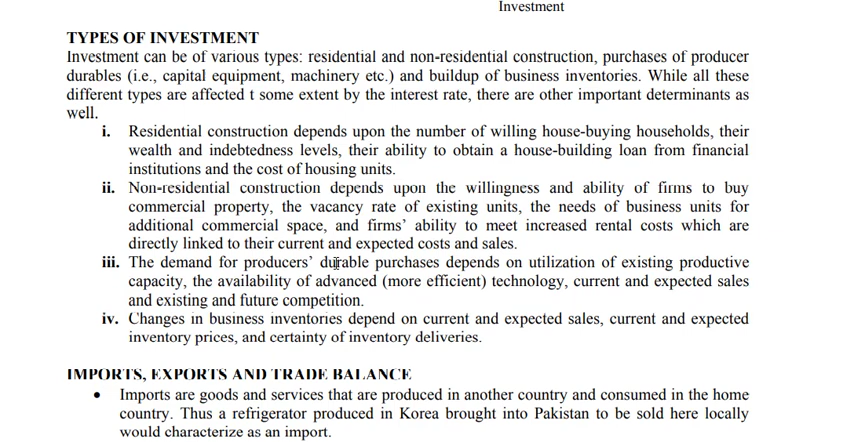 Investment
TYPES OF INVESTMENT
Investment can be of various types: residential and non-residential construction, purchases of producer
durables (i.e., capital equipment, machinery etc.) and buildup of business inventories. While all these
different types are affected t some extent by the interest rate, there are other important determinants as
well.
i. Residential construction depends upon the number of willing house-buying households, their
wealth and indebtedness levels, their ability to obtain a house-building loan from financial
institutions and the cost of housing units.
ii. Non-residential construction depends upon the willingness and ability of firms to buy
commercial property, the vacancy rate of existing units, the needs of business units for
additional commercial space, and firms’ ability to meet increased rental costs which are
directly linked to their current and expected costs and sales.
iii. The demand for producers’ durable purchases depends on utilization of existing productive
capacity, the availability of advanced (more efficient) technology, current and expected sales
and existing and future competition.
iv. Changes in business inventories depend on current and expected sales, current and expected
inventory prices, and certainty of inventory deliveries.
IMPORTS, EXPORTS AND TRADE BALANCE
• Imports are goods and services that are produced in another country and consumed in the home
country. Thus a refrigerator produced in Korea brought into Pakistan to be sold here locally
would characterize as an import.